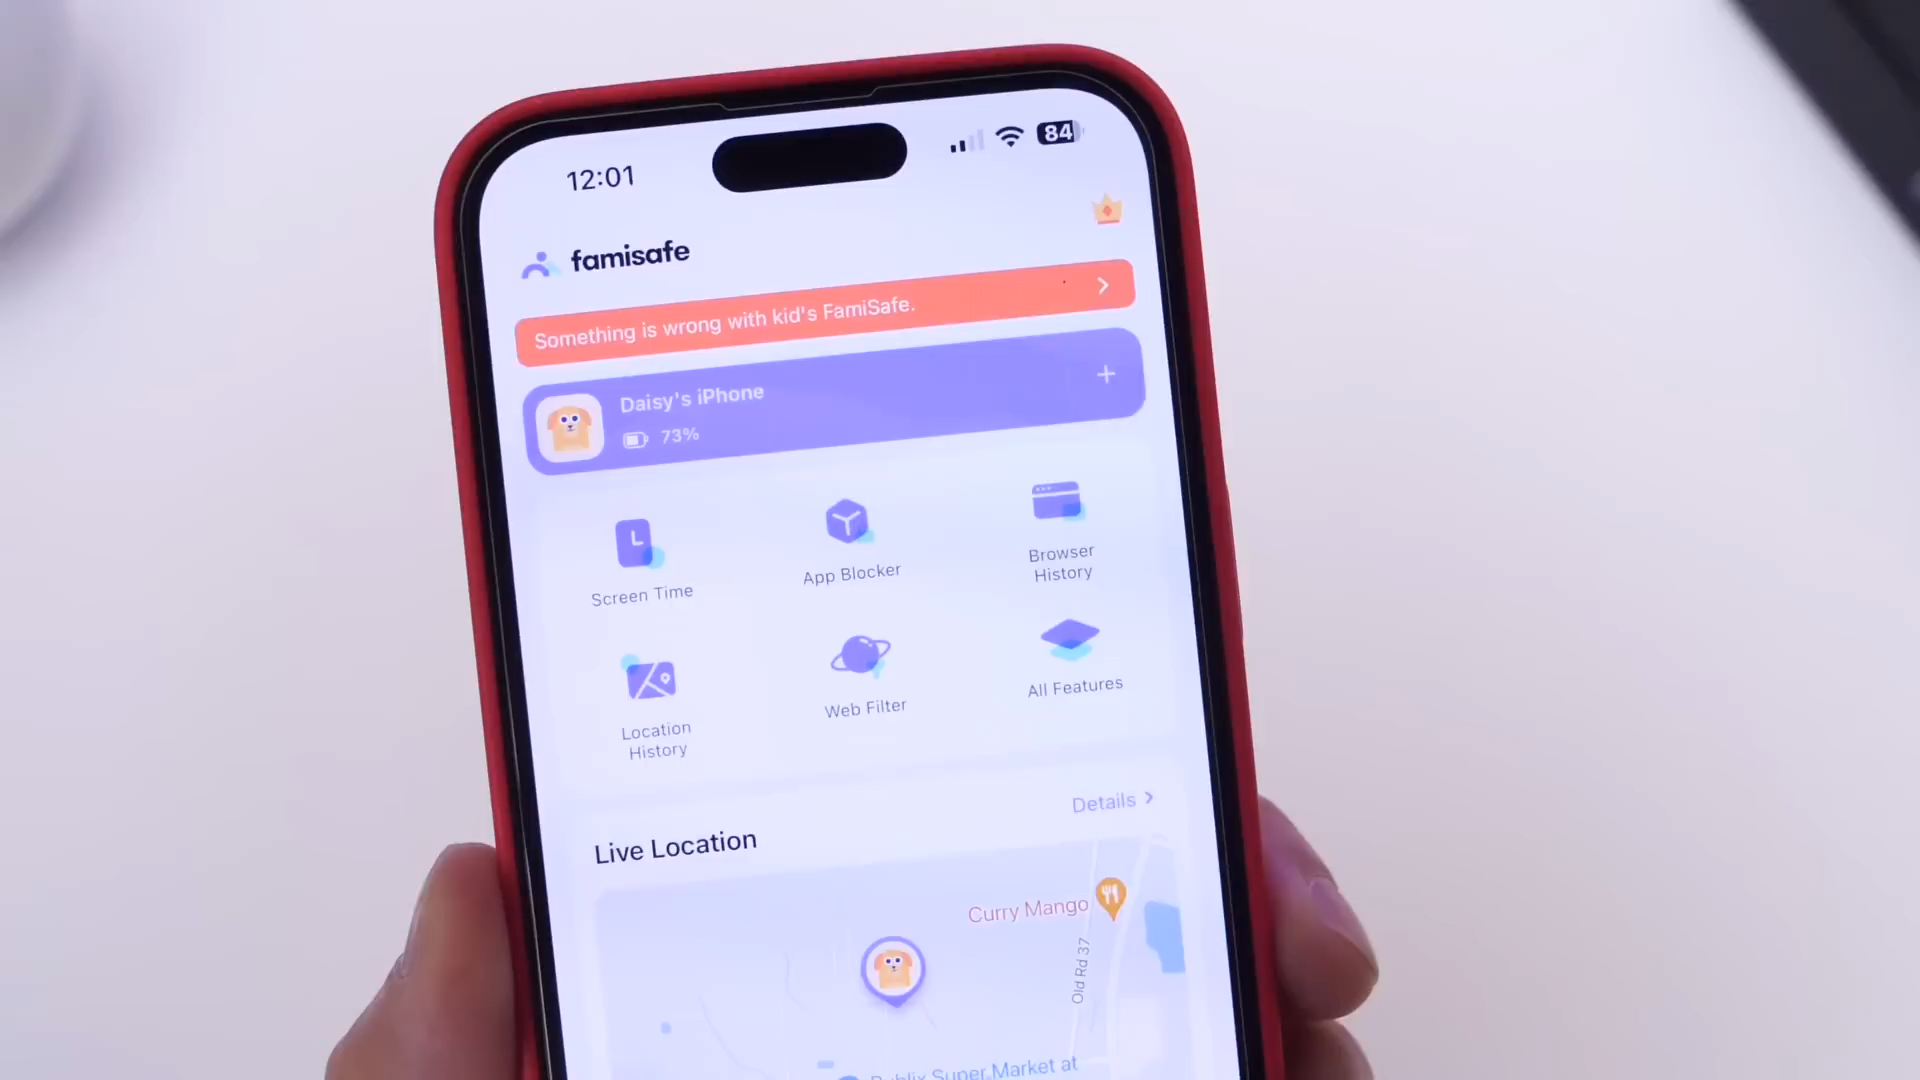 12:01
84
famisafe
Something is wrong with kid's FamiSafe.
Daisy's iPhone
73%
Screen Time
App Blocker
Browser
History
Location
History
Web Filter
All Features
Live Location
Details
Curry Mango
Old Rd 37
Publix Super Market at